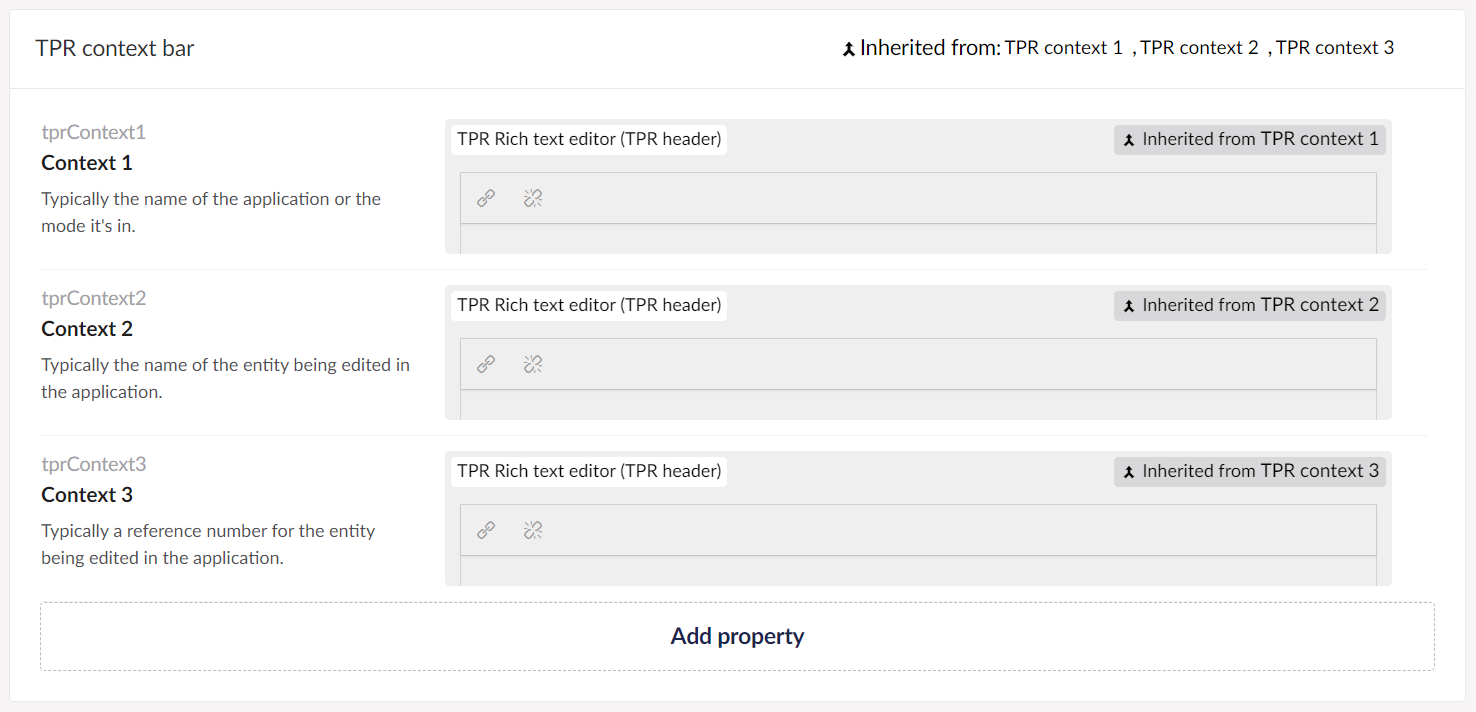 TPR context bar
Inherited from: TPR context 1 , TPR context 2 , TPR context 3
tprContext1
Context 1
Typically the name of the application or the
mode it's in.
TPR Rich text editor (TPR header)
Inherited from TPR context 1
tprContext2
Context 2
Typically the name of the entity being edited in
the application.
TPR Rich text editor (TPR header)
Inherited from TPR context 2
tprContext3
Context 3
Typically a reference number for the entity
being edited in the application.
TPR Rich text editor (TPR header)
Inherited from TPR context 3
Add property